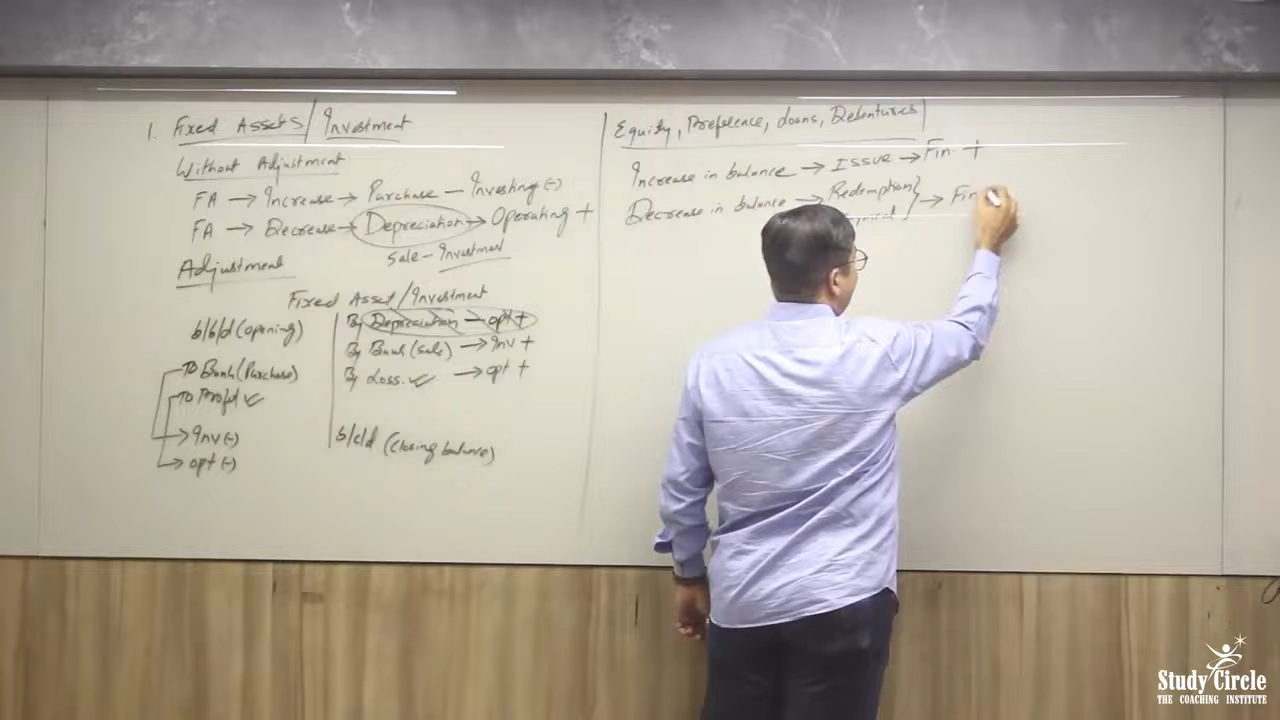 1. Fixed Assets/Investment
Without Adjustment
FA → Increase → Purchase - Investing (-)
FA → Decrease → Depreciation → Operating +
Sale - Investment
Adjustment
Fixed Asset/Investment
b/b/d (opening)
To Bank (Purchase)
To Profit ✓
→ Inv (-)
→ opt (-)
By Depreciation - opt +
By Bank (sale) → Inv +
By Loss. ✓ → opt +
b/c/d (closing balance)
Equity, Preference, Loans, Debentures
Increase in balance → Issue → Fin. +
Decrease in balance → Redemption } → Fin
Study Circle
THE COACHING INSTITUTE